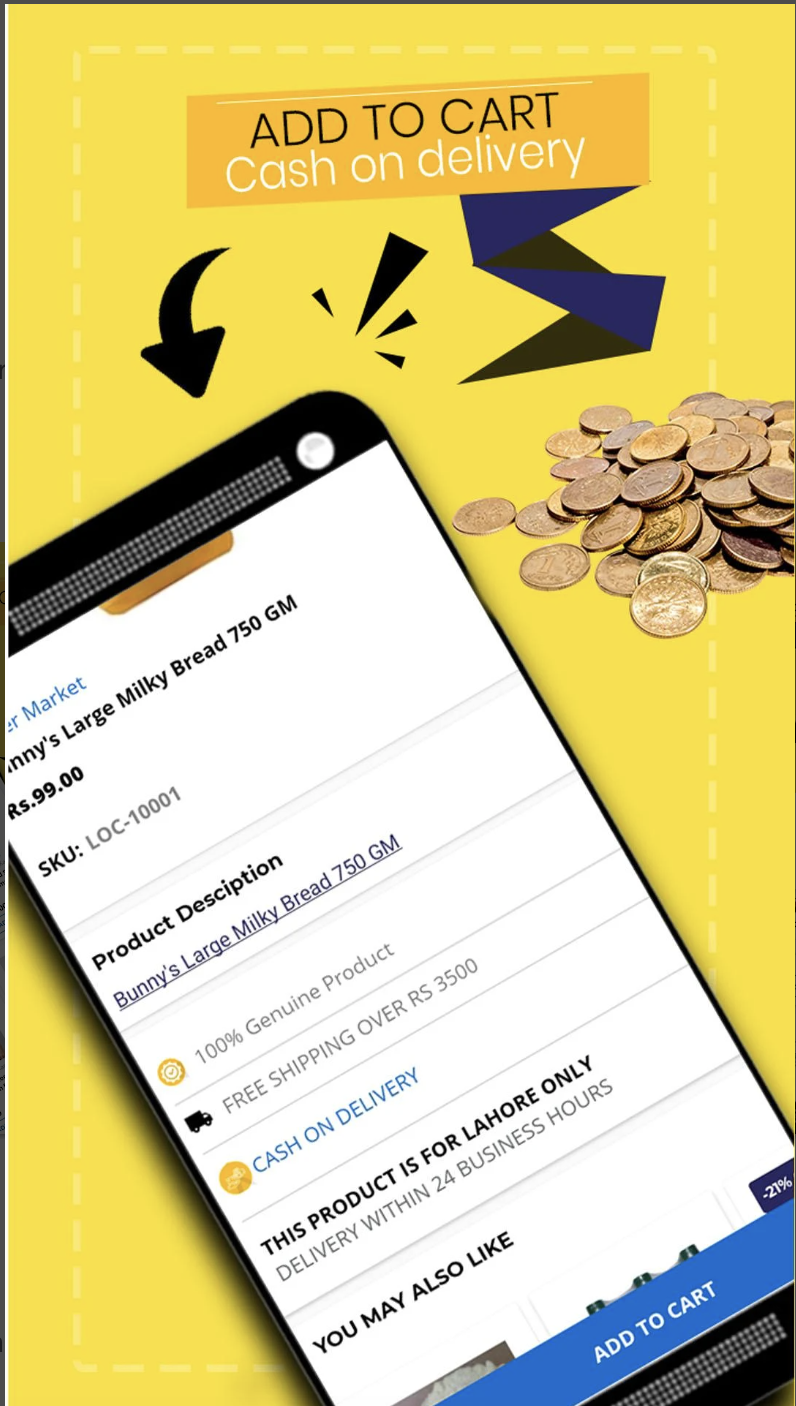 ADD TO CART
Cash on delivery
er Market
unny's Large Milky Bread 750 GM
Rs.99.00
SKU: LOC-10001
Product Desciption
Bunny's Large Milky Bread 750 GM
100% Genuine Product
FREE SHIPPING OVER RS 3500
CASH ON DELIVERY
THIS PRODUCT IS FOR LAHORE ONLY
DELIVERY WITHIN 24 BUSINESS HOURS
YOU MAY ALSO LIKE
-21%
ADD TO CART